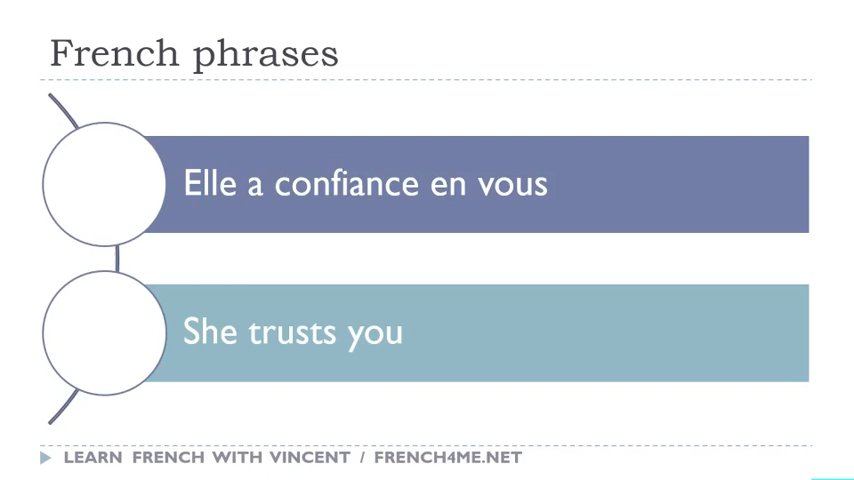 French phrases
Elle a confiance en vous
She trusts you
LEARN FRENCH WITH VINCENT / FRENCH4ME.NET